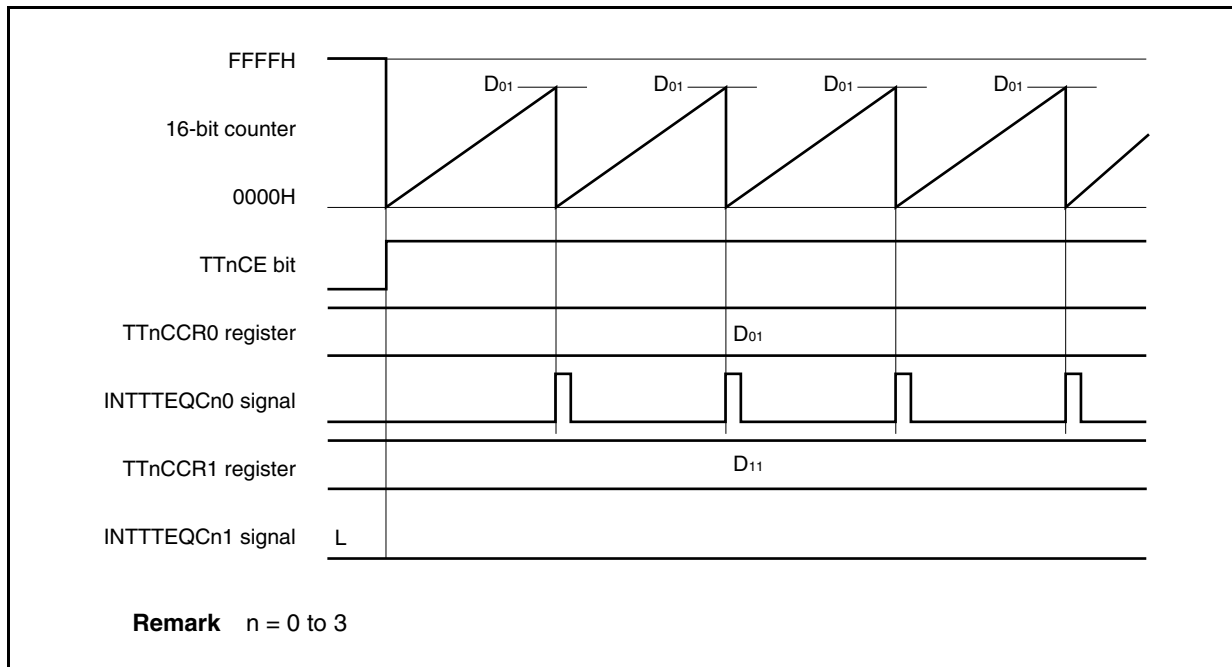 FFFFH
D01 D01 D01 D01
16-bit counter
0000H
TTnCE bit
TTnCCR0 register
D01
INTTTEQCn0 signal
TTnCCR1 register
D11
INTTTEQCn1 signal
L
Remark n = 0 to 3